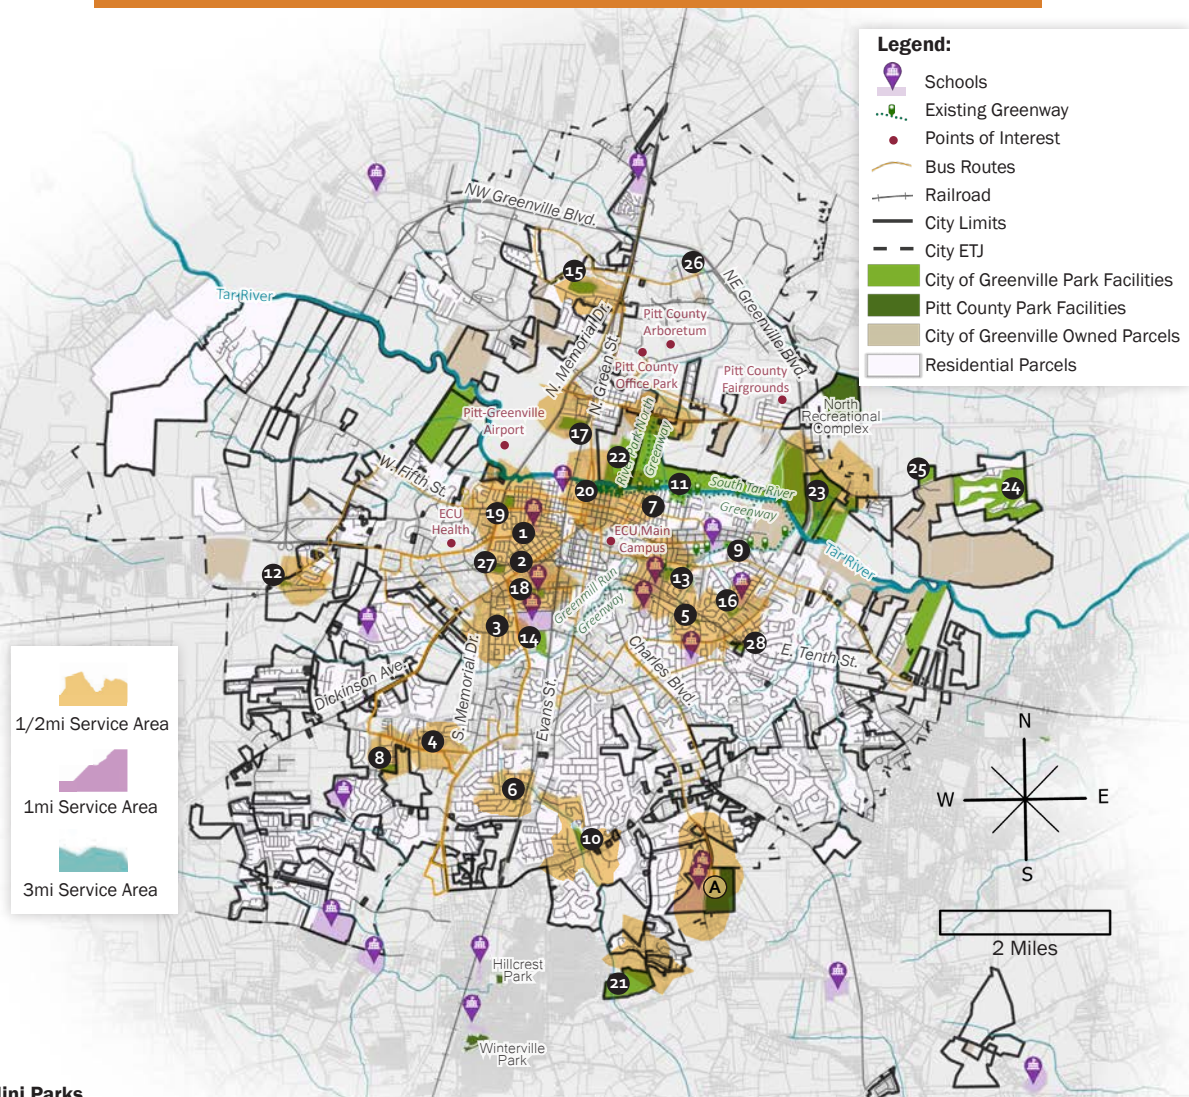 Legend:
Schools
Existing Greenway
Points of Interest
Bus Routes
Railroad
City Limits
City ETJ
City of Greenville Park Facilities
Pitt County Park Facilities
City of Greenville Owned Parcels
Residential Parcels
NW Greenville Blvd.
26
15
NE Greenville Blvd.
Tar River
N. Memorial Dr.
Pitt County
Arboretum
N. Green St.
Pitt County
Office Park
Pitt County
Fairgrounds
North
Recreational
Complex
Pitt-Greenville
Airport
17
River Park North
Greenway
22
W. Fifth St.
25
24
20
11
South Tar River
Greenway
23
19
7
ECU
Health
1
ECU Main
Campus
9
Tar River
27
2
12
18
13
Greenmill Run
Greenway
16
3
14
5
28
E. Tenth St.
Charles Blvd.
Dickinson Ave.
S. Memorial Dr.
Evans St.
1/2mi Service Area
1mi Service Area
3mi Service Area
4
8
6
10
A
N
W
E
S
2 Miles
Hillcrest
Park
21
Winterville
Park
ini Parks